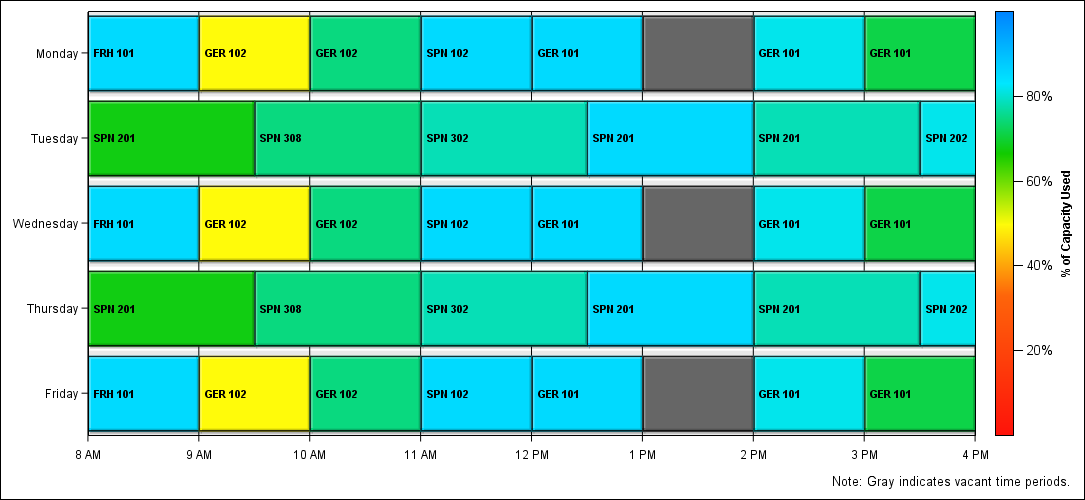 Monday FRH 101 GER 102 GER 102 SPN 102 GER 101 GER 101 GER 101
Tuesday SPN 201 SPN 308 SPN 302 SPN 201 SPN 201 SPN 202
Wednesday FRH 101 GER 102 GER 102 SPN 102 GER 101 GER 101 GER 101
Thursday SPN 201 SPN 308 SPN 302 SPN 201 SPN 201 SPN 202
Friday FRH 101 GER 102 GER 102 SPN 102 GER 101 GER 101 GER 101
8 AM 9 AM 10 AM 11 AM 12 PM 1 PM 2 PM 3 PM 4 PM
80%
60%
40%
20%
% of Capacity Used
Note: Gray indicates vacant time periods.